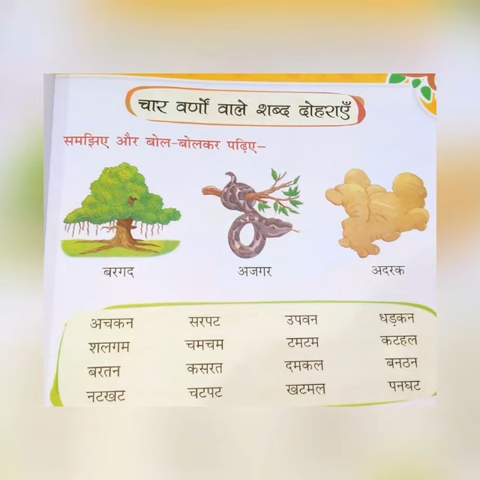 चार वर्णों वाले शब्द दोहराएँ
समझिए और बोल-बोलकर पढ़िए-
बरगद अजगर अदरक
अचकन सरपट उपवन धड़कन
शलगम चमचम टमटम कटहल
बरतन कसरत दमकल बनठन
नटखट चटपट खटमल पनघट